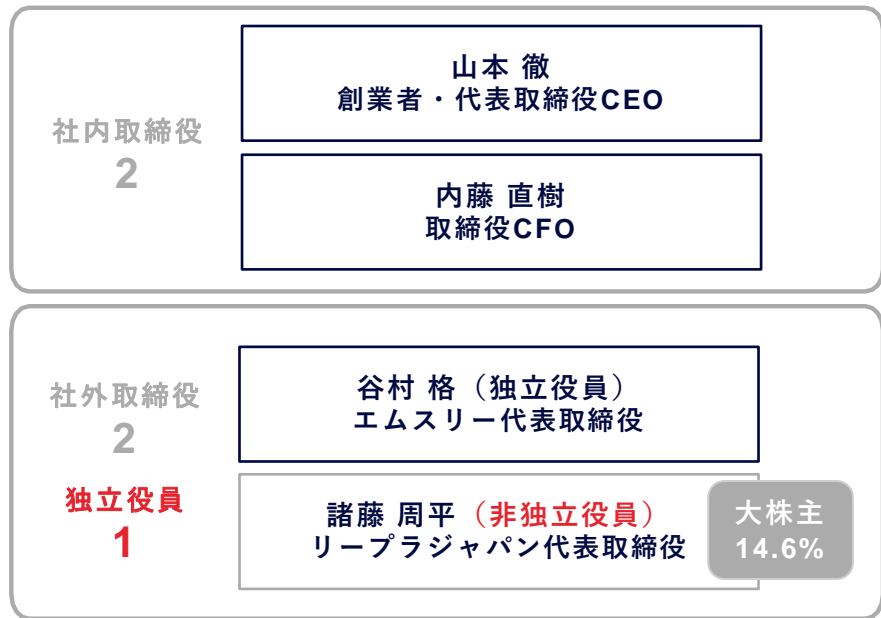 社内取締役
2
山本 徹
創業者・代表取締役CEO
内藤 直樹
取締役CFO
社外取締役
2
独立役員
1
谷村 格（独立役員）
エムスリー代表取締役
諸藤 周平（非独立役員）
リープラジャパン代表取締役
大株主
14.6%